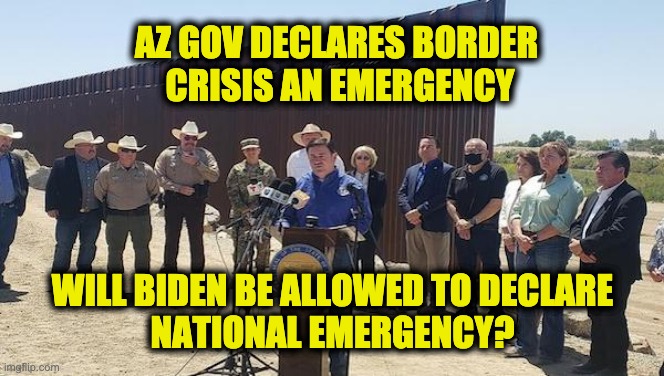 AZ GOV DECLARES BORDER
CRISIS AN EMERGENCY
WILL BIDEN BE ALLOWED TO DECLARE
NATIONAL EMERGENCY?
imgflip.com